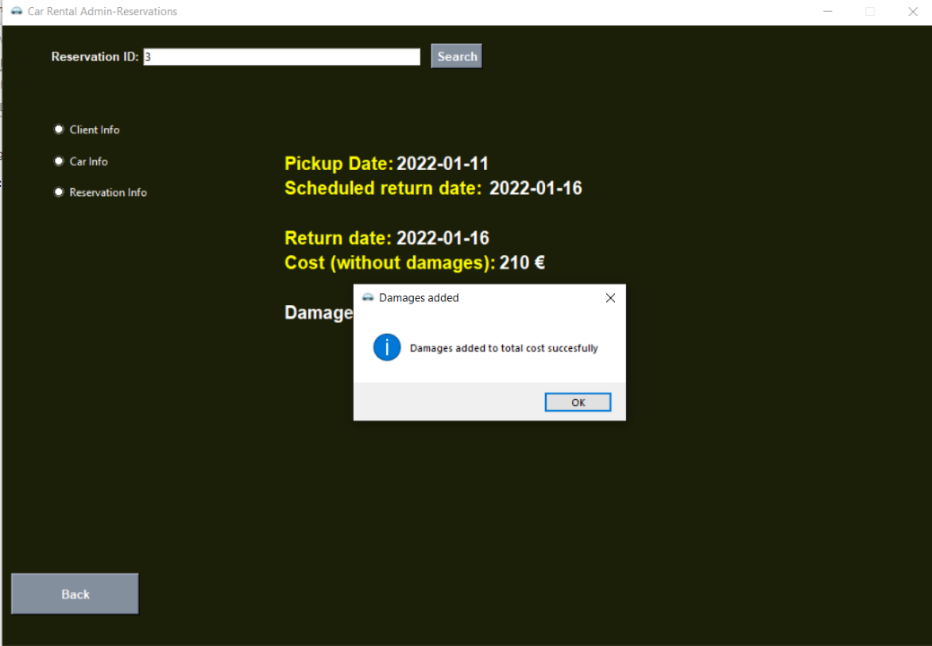 Car Rental Admin-Reservations
Reservation ID: 3 Search
Client Info
Car Info
Reservation Info
Pickup Date: 2022-01-11
Scheduled return date: 2022-01-16
Return date: 2022-01-16
Cost (without damages): 210 €
Damage
Damages added
Damages added to total cost succesfully
OK
Back